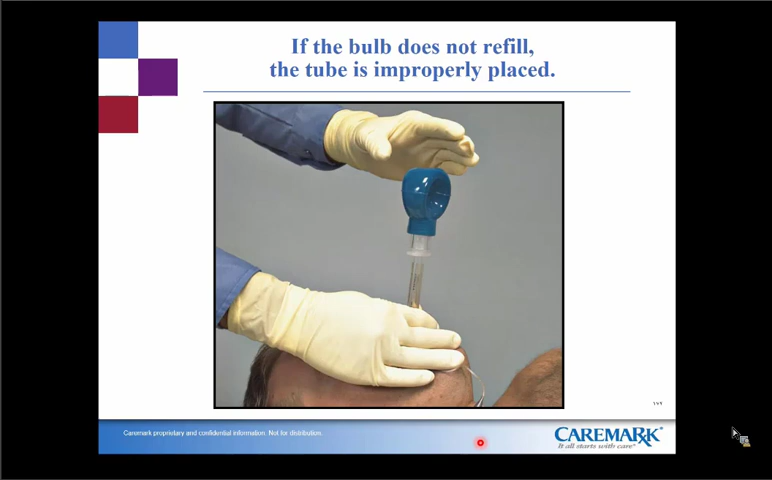 If the bulb does not refill,
the tube is improperly placed.
١٧٩
Caremark proprietary and confidential information. Not for distribution.
CAREMARK
It all starts with care